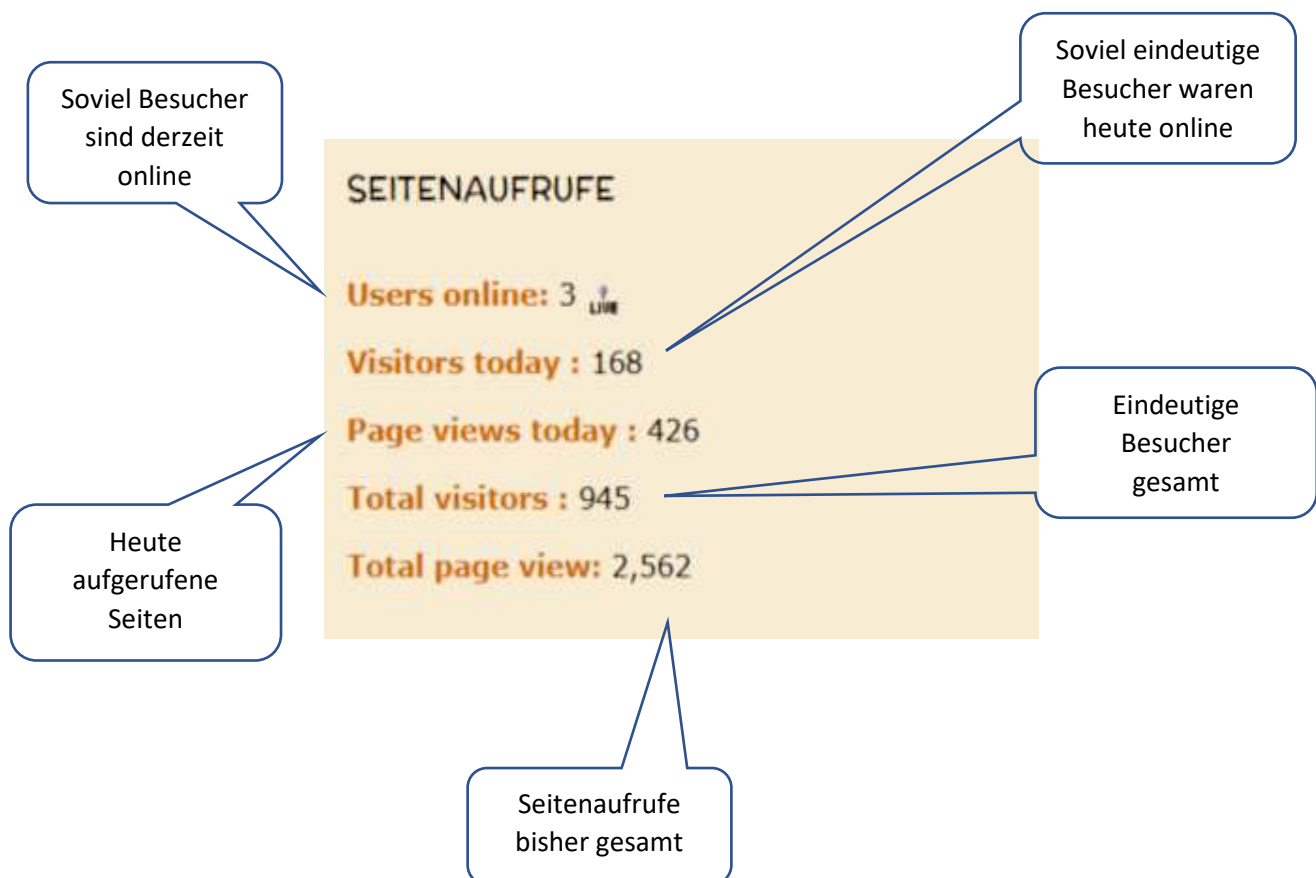 Soviel eindeutige
Besucher waren
heute online
Soviel Besucher
sind derzeit
online
SEITENAUFRUFE
Users online: 3 LIVE
Visitors today : 168
Page views today : 426
Total visitors : 945
Total page view: 2,562
Eindeutige
Besucher
gesamt
Heute
aufgerufene
Seiten
Seitenaufrufe
bisher gesamt